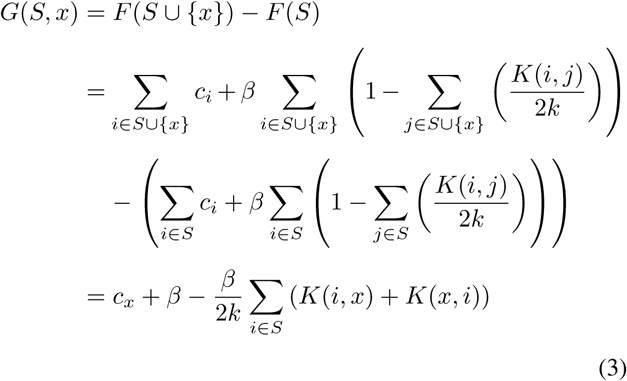 G(S, x) = F(S ∪ {x}) − F(S)
= ∑_{i∈S∪{x}} c_i + β ∑_{i∈S∪{x}} (1 − ∑_{j∈S∪{x}} (K(i, j)/2k))
− (∑_{i∈S} c_i + β ∑_{i∈S} (1 − ∑_{j∈S} (K(i, j)/2k)))
= c_x + β − β/2k ∑_{i∈S} (K(i, x) + K(x, i))
(3)